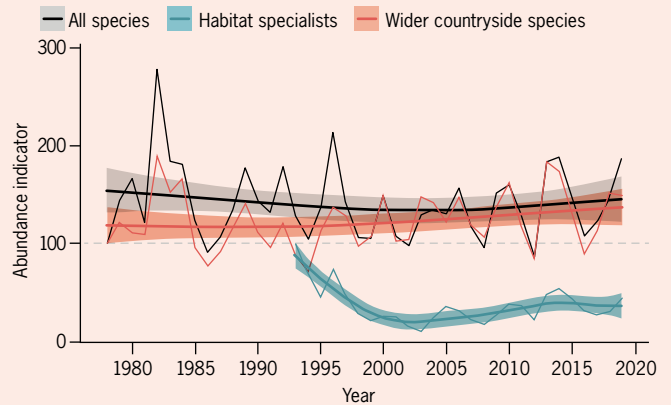 All species Habitat specialists Wider countryside species
300
200
100
0
Abundance indicator
1980 1985 1990 1995 2000 2005 2010 2015 2020
Year